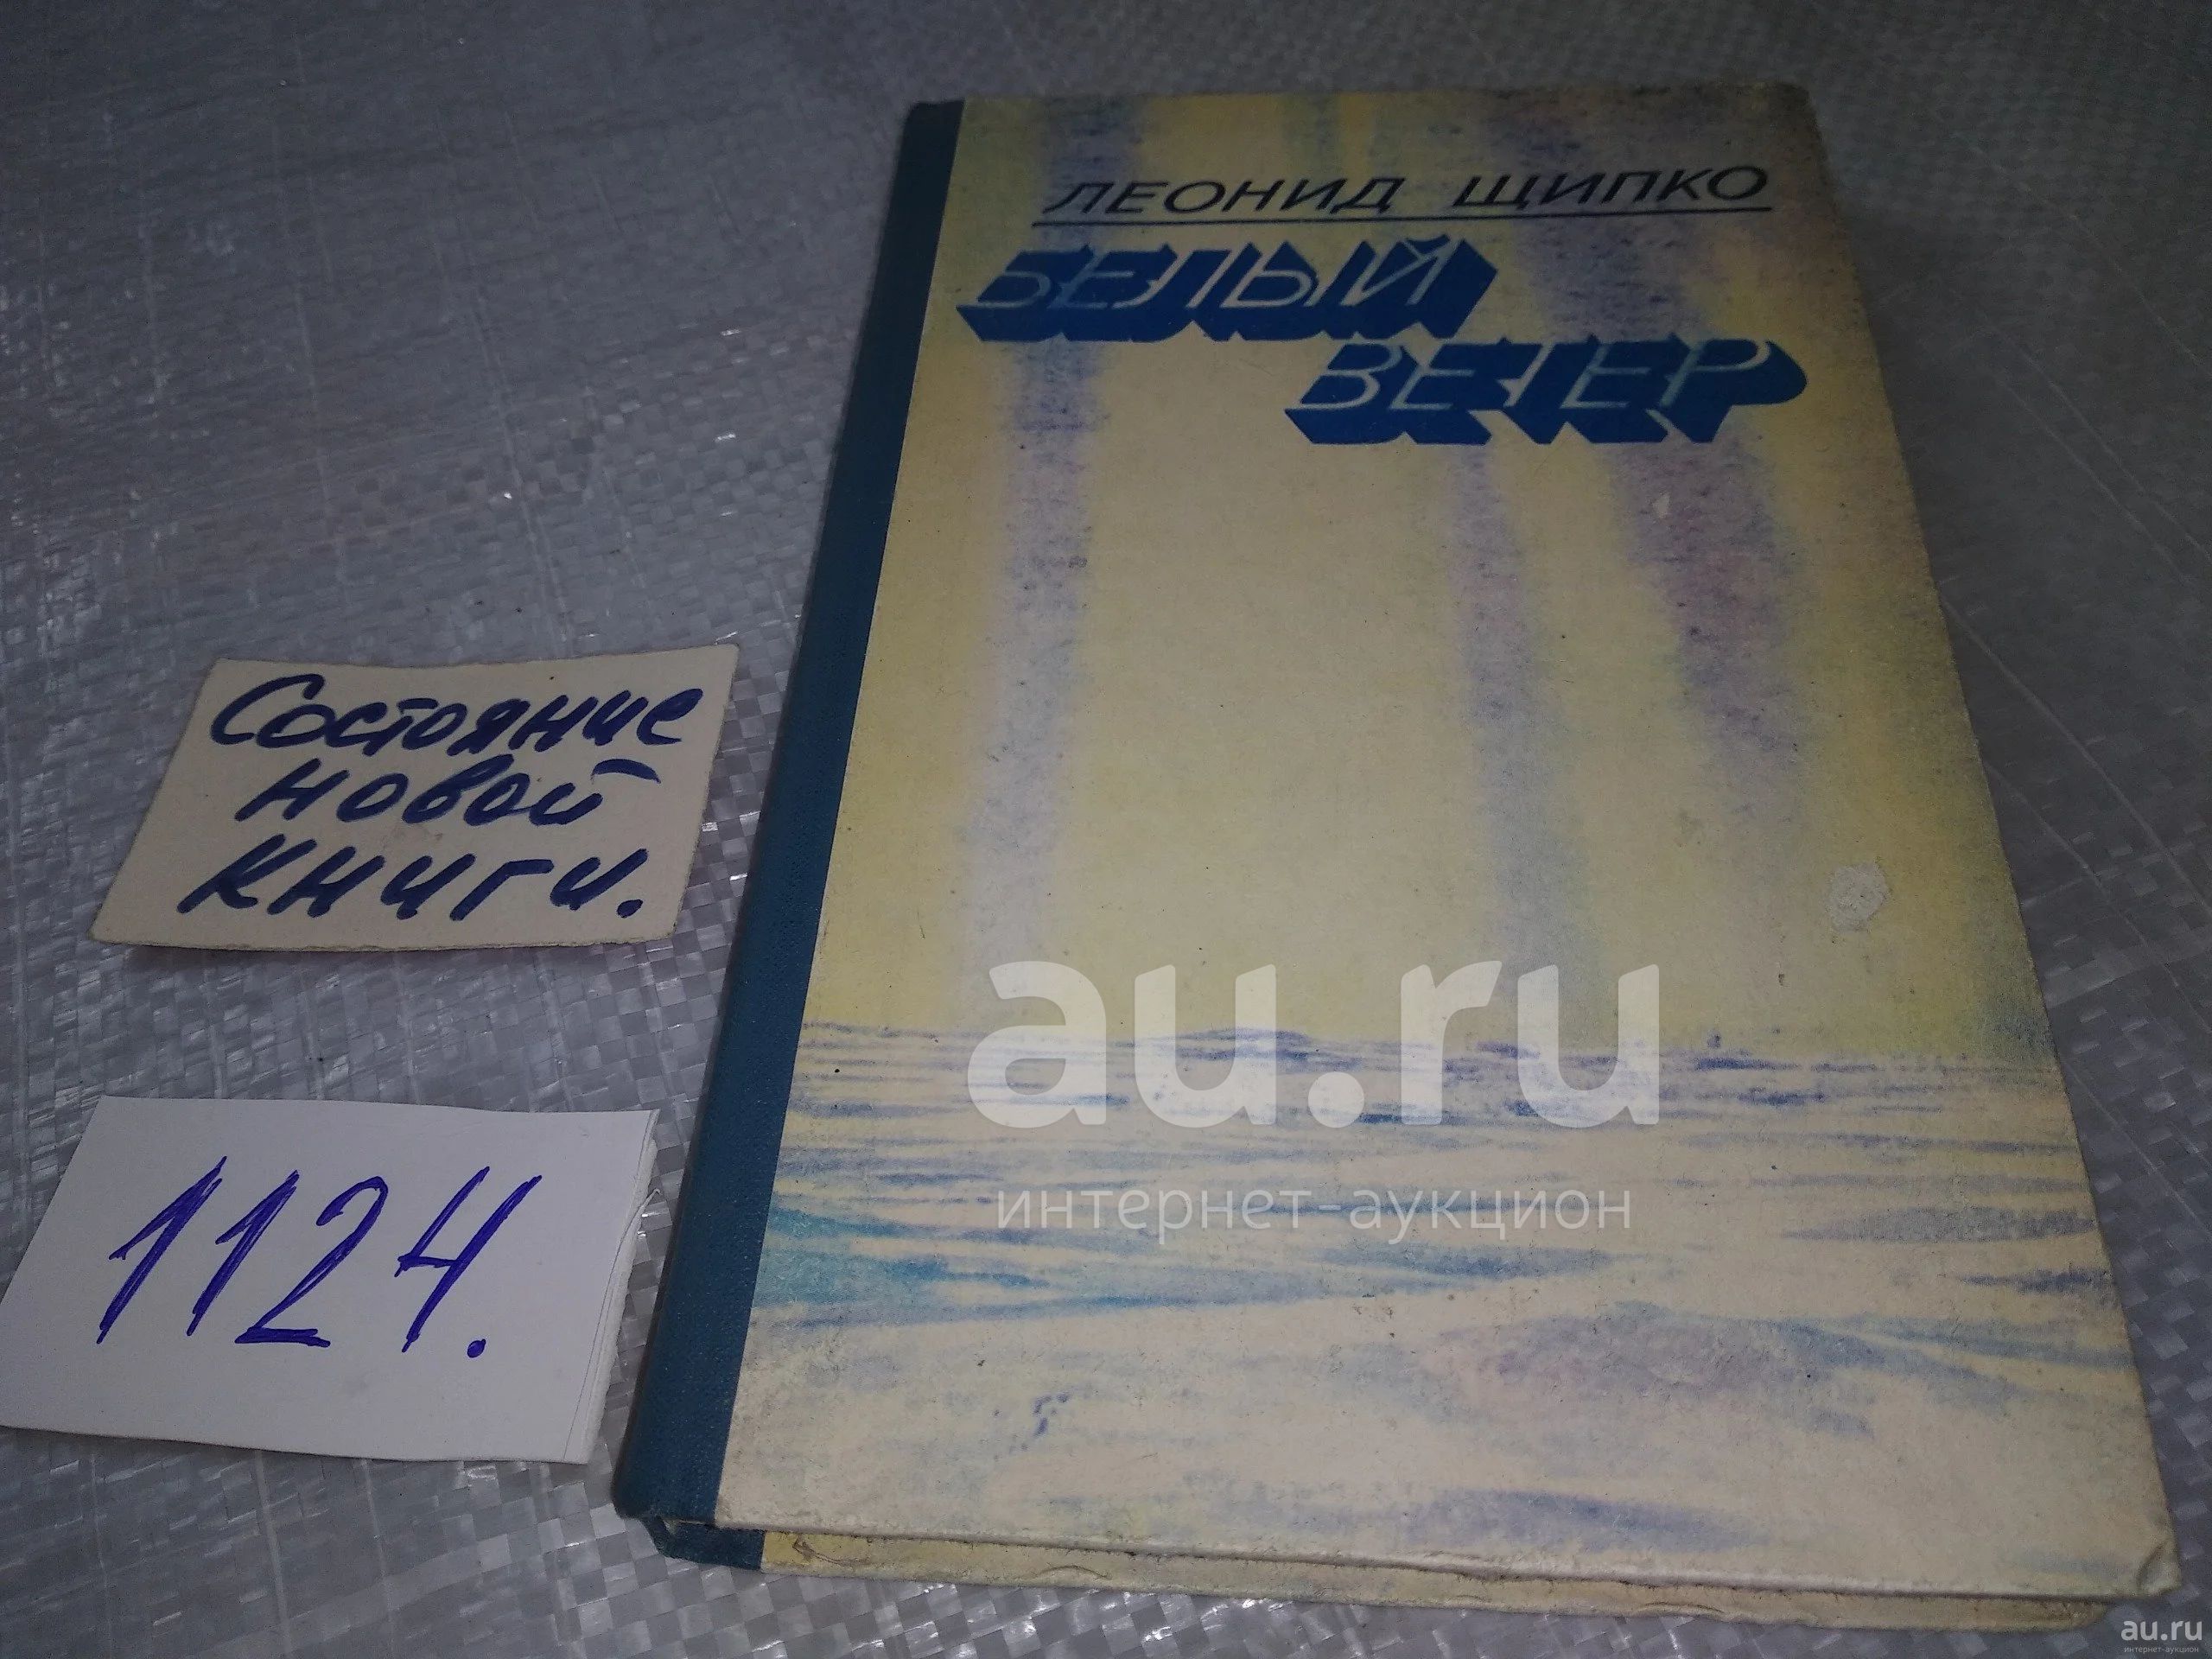 ЛЕОНИД ЩИПКО
БЕЛЫЙ
ВЕТЕР
Состояние
новой
книги.
1124.
au.ru
интернет-аукцион
au.ru
интернет-аукцион